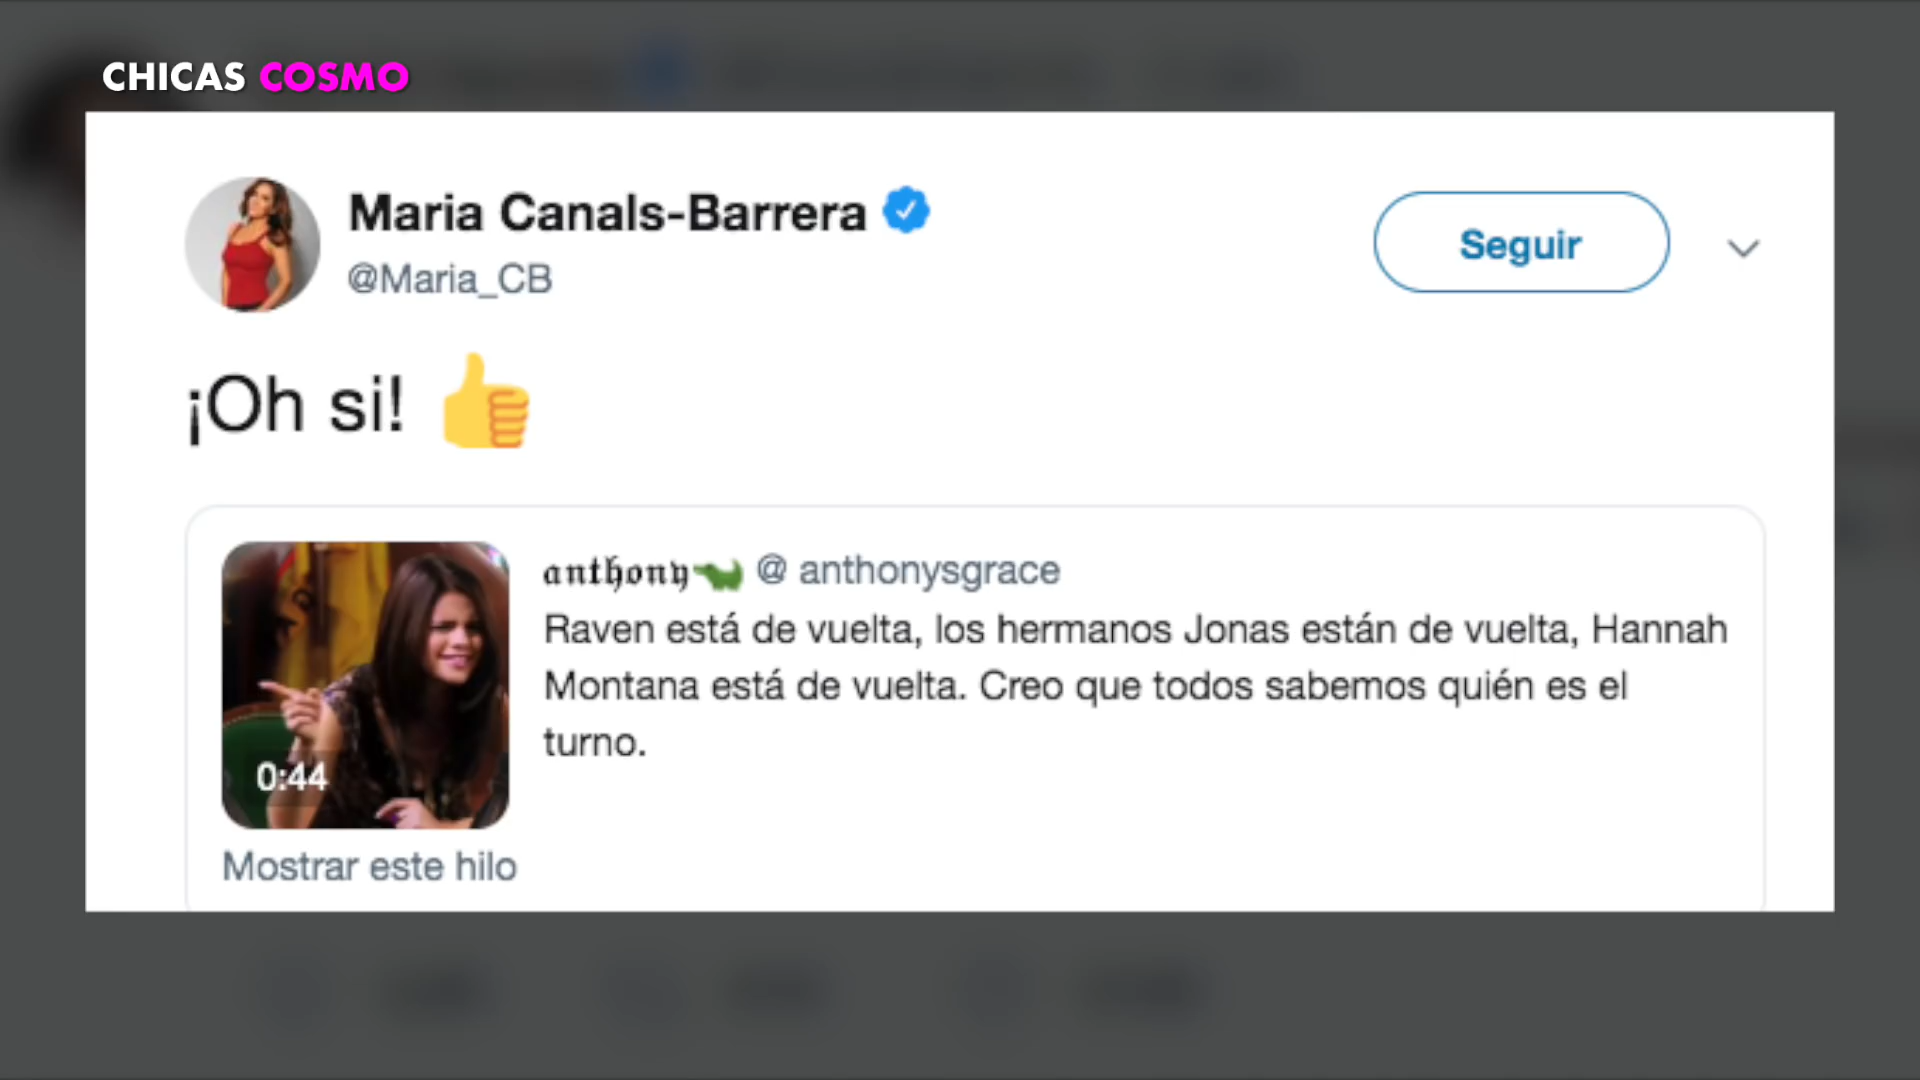 CHICAS COSMO
Maria Canals-Barrera
@Maria_CB
Seguir
¡Oh si! 👍
anthony🐊 @ anthonysgrace
Raven está de vuelta, los hermanos Jonas están de vuelta, Hannah
Montana está de vuelta. Creo que todos sabemos quién es el
turno.
0:44
Mostrar este hilo